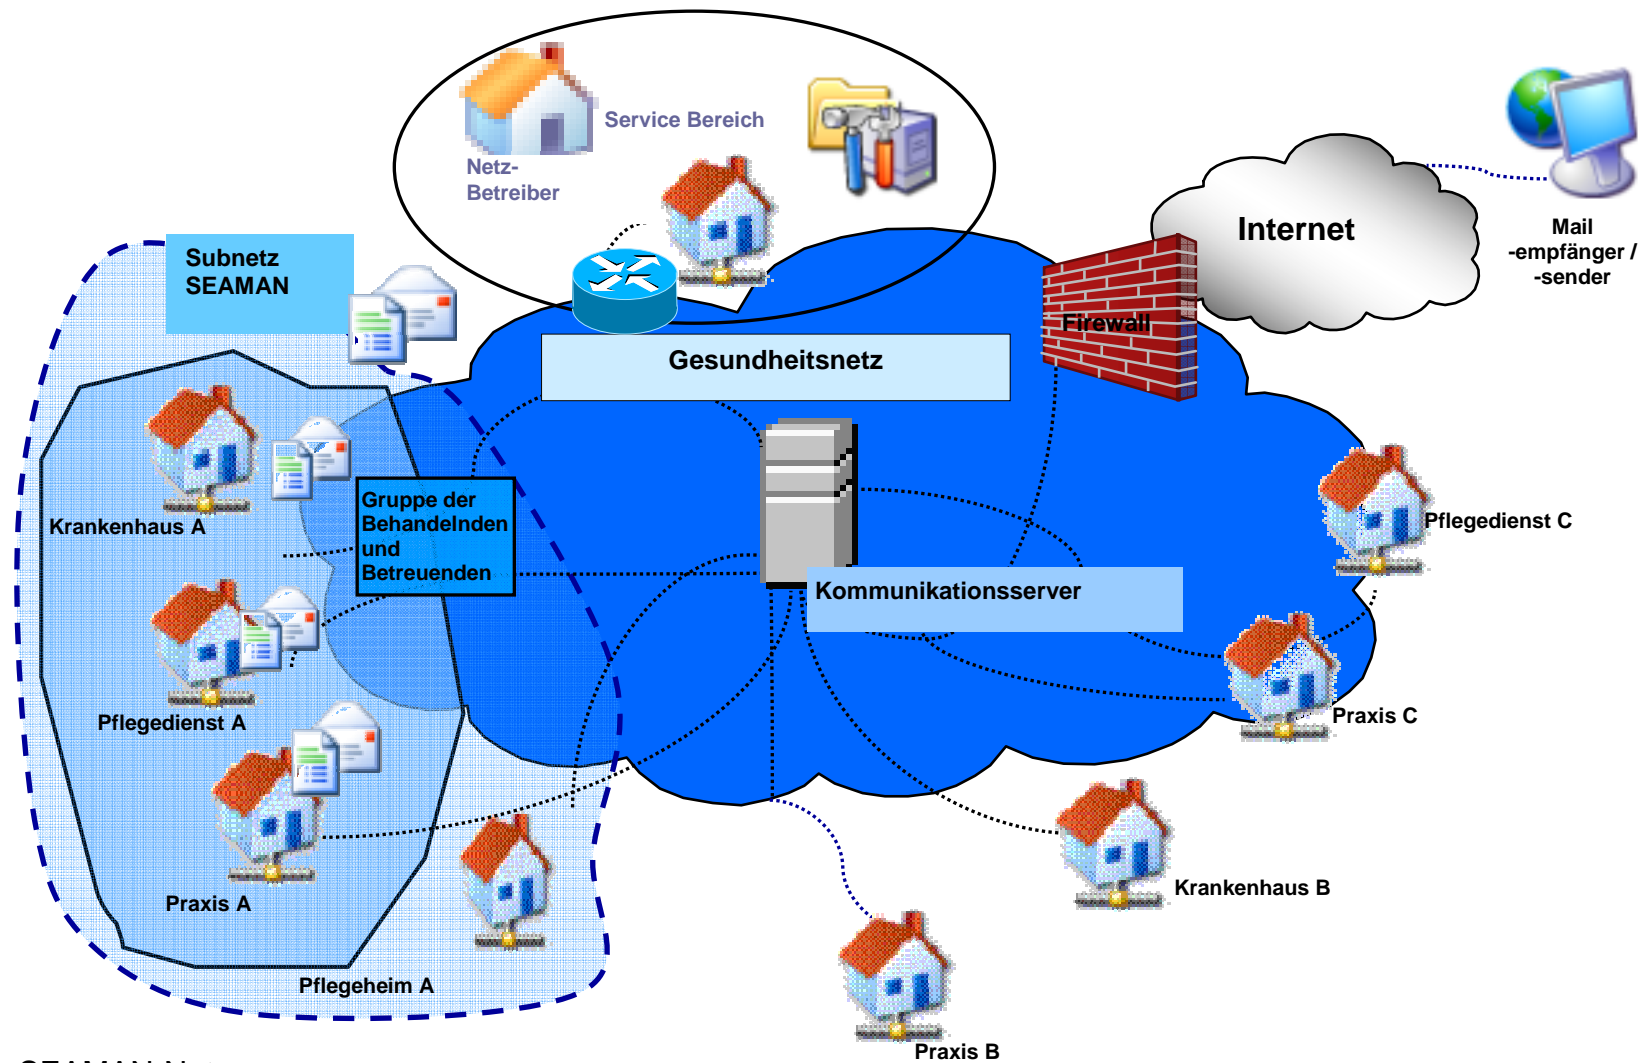 Service Bereich
Netz-
Betreiber
Subnetz
SEAMAN
Internet
Mail
-empfänger /
-sender
Firewall
Gesundheitsnetz
Gruppe der
Behandelnden
und
Betreuenden
Krankenhaus A
Pflegedienst C
Kommunikationsserver
Pflegedienst A
Praxis C
Praxis A
Krankenhaus B
Pflegeheim A
Praxis B